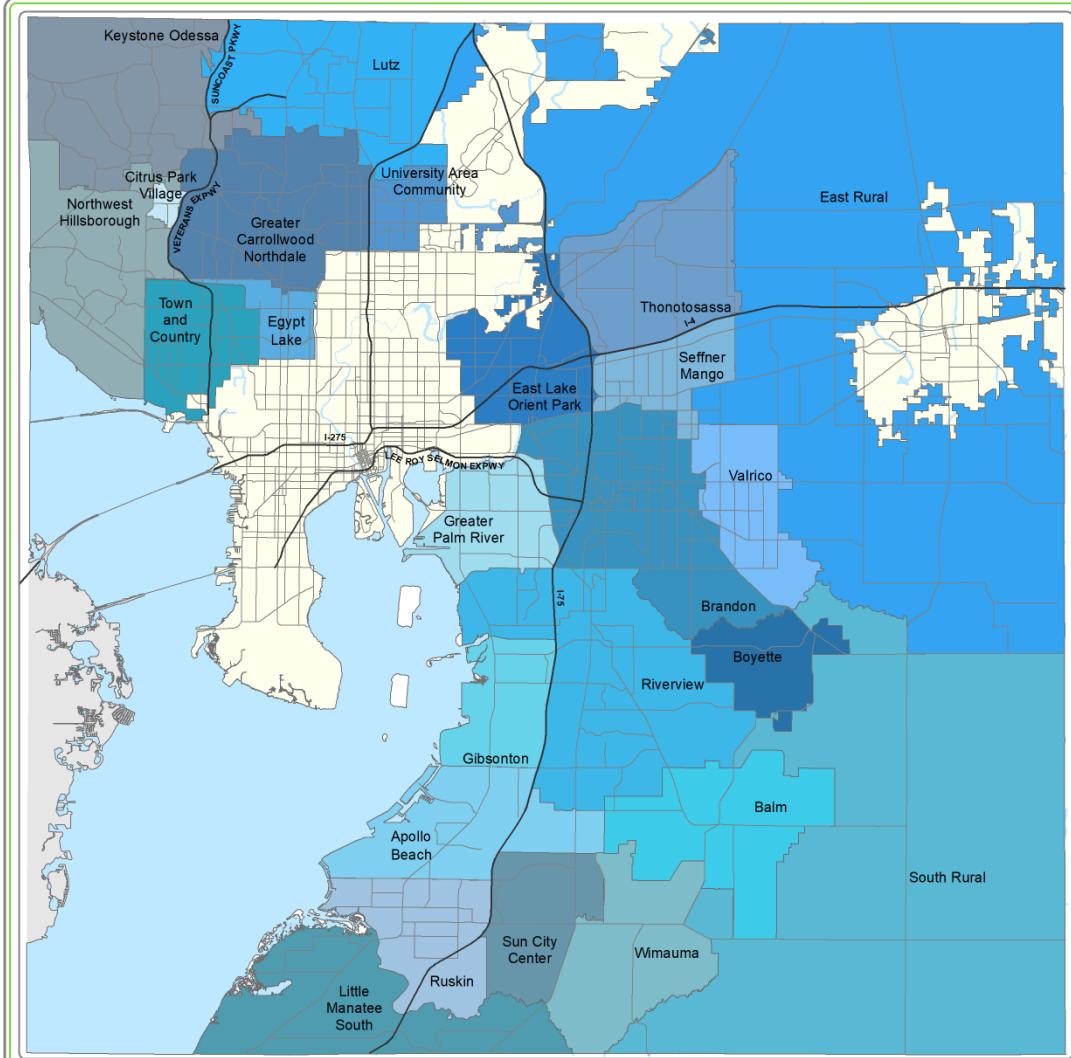 Keystone Odessa
SUNCOAST PKWY
Lutz
Citrus Park
Village
University Area
Community
Northwest
Hillsborough
VETERANS EXPWY
Greater
Carrollwood
Northdale
East Rural
Town
and
Country
Egypt
Lake
Thonotosassa
I-4
Seffner
Mango
East Lake
Orient Park
I-275
LEE ROY SELMON EXPWY
Valrico
Greater
Palm River
I-75
Brandon
Boyette
Riverview
Gibsonton
Balm
Apollo
Beach
South Rural
Sun City
Center
Wimauma
Ruskin
Little
Manatee
South